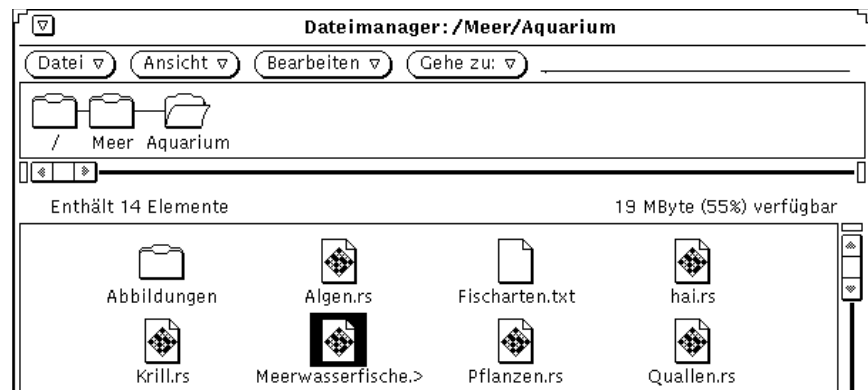 Dateimanager:/Meer/Aquarium
Datei Ansicht Bearbeiten Gehe zu:
/ Meer Aquarium
Enthält 14 Elemente 19 MByte (55%) verfügbar
Abbildungen Algen.rs Fischarten.txt hai.rs
Krill.rs Meerwasserfische.> Pflanzen.rs Quallen.rs